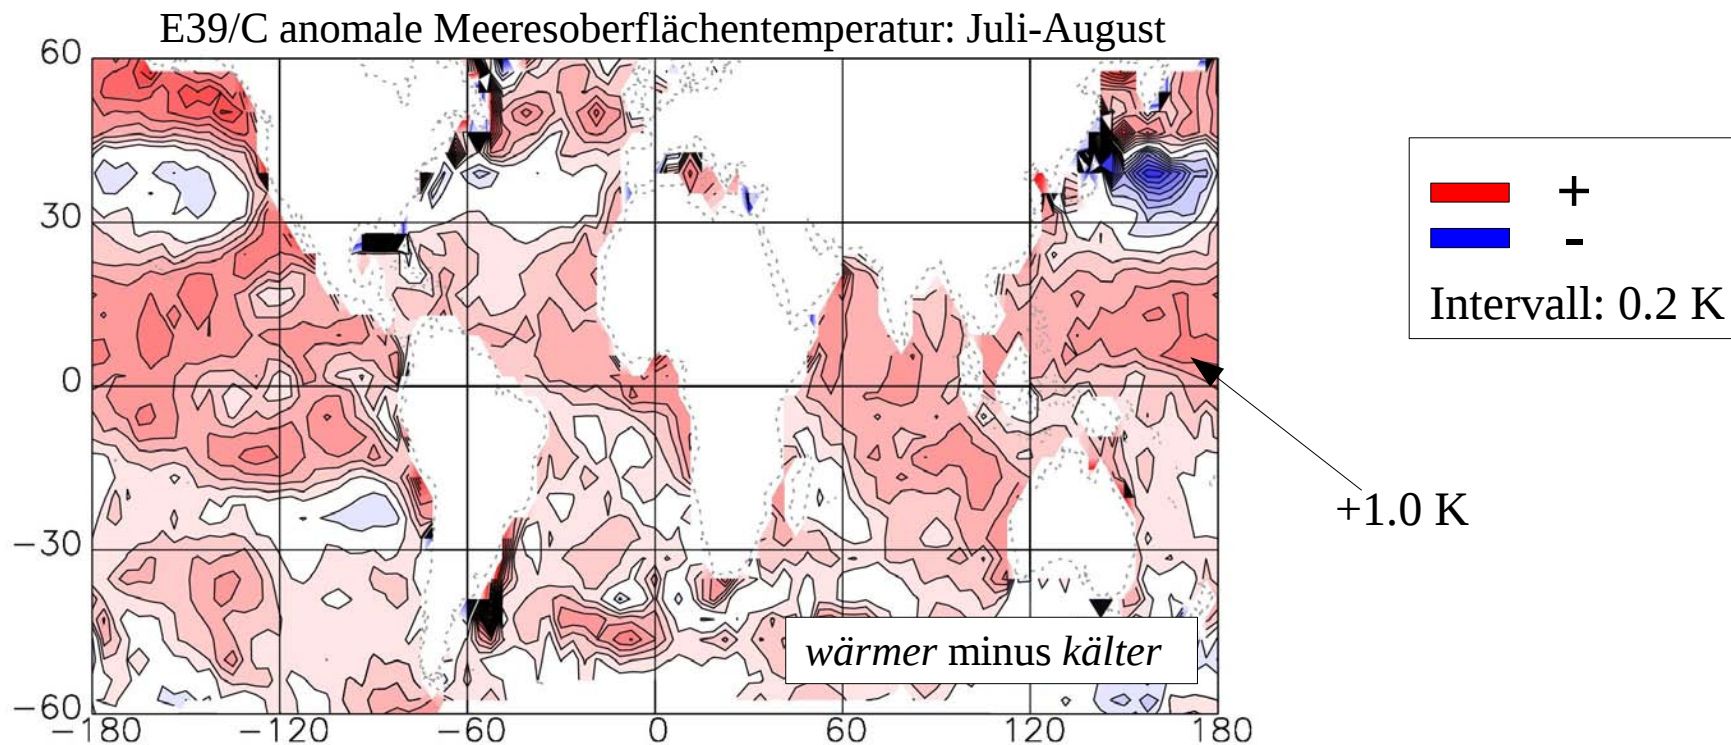 E39/C anomale Meeresoberflächentemperatur: Juli-August
60
30
0
−30
−60
−180 −120 −60 0 60 120 180
wärmer minus kälter
+
-
Intervall: 0.2 K
+1.0 K